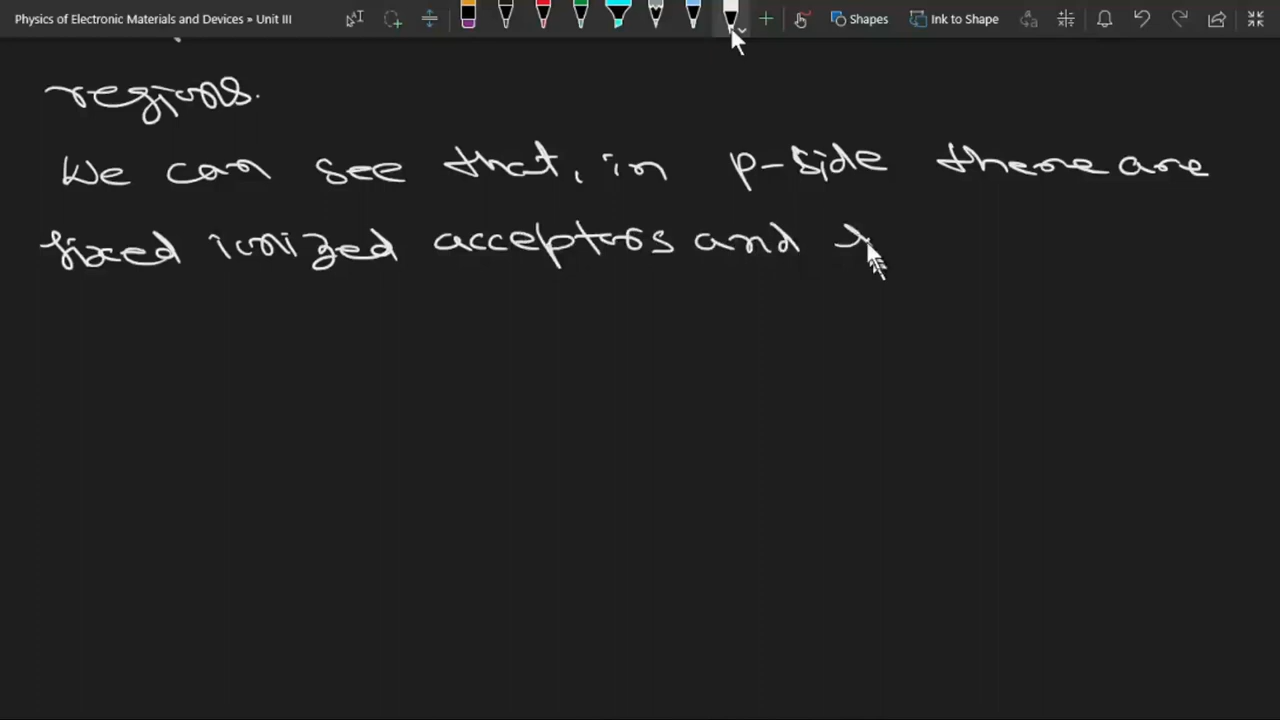 Physics of Electronic Materials and Devices » Unit III
Shapes
Ink to Shape
regions.
We can see that, in p-side there are
fixed ionized acceptors and